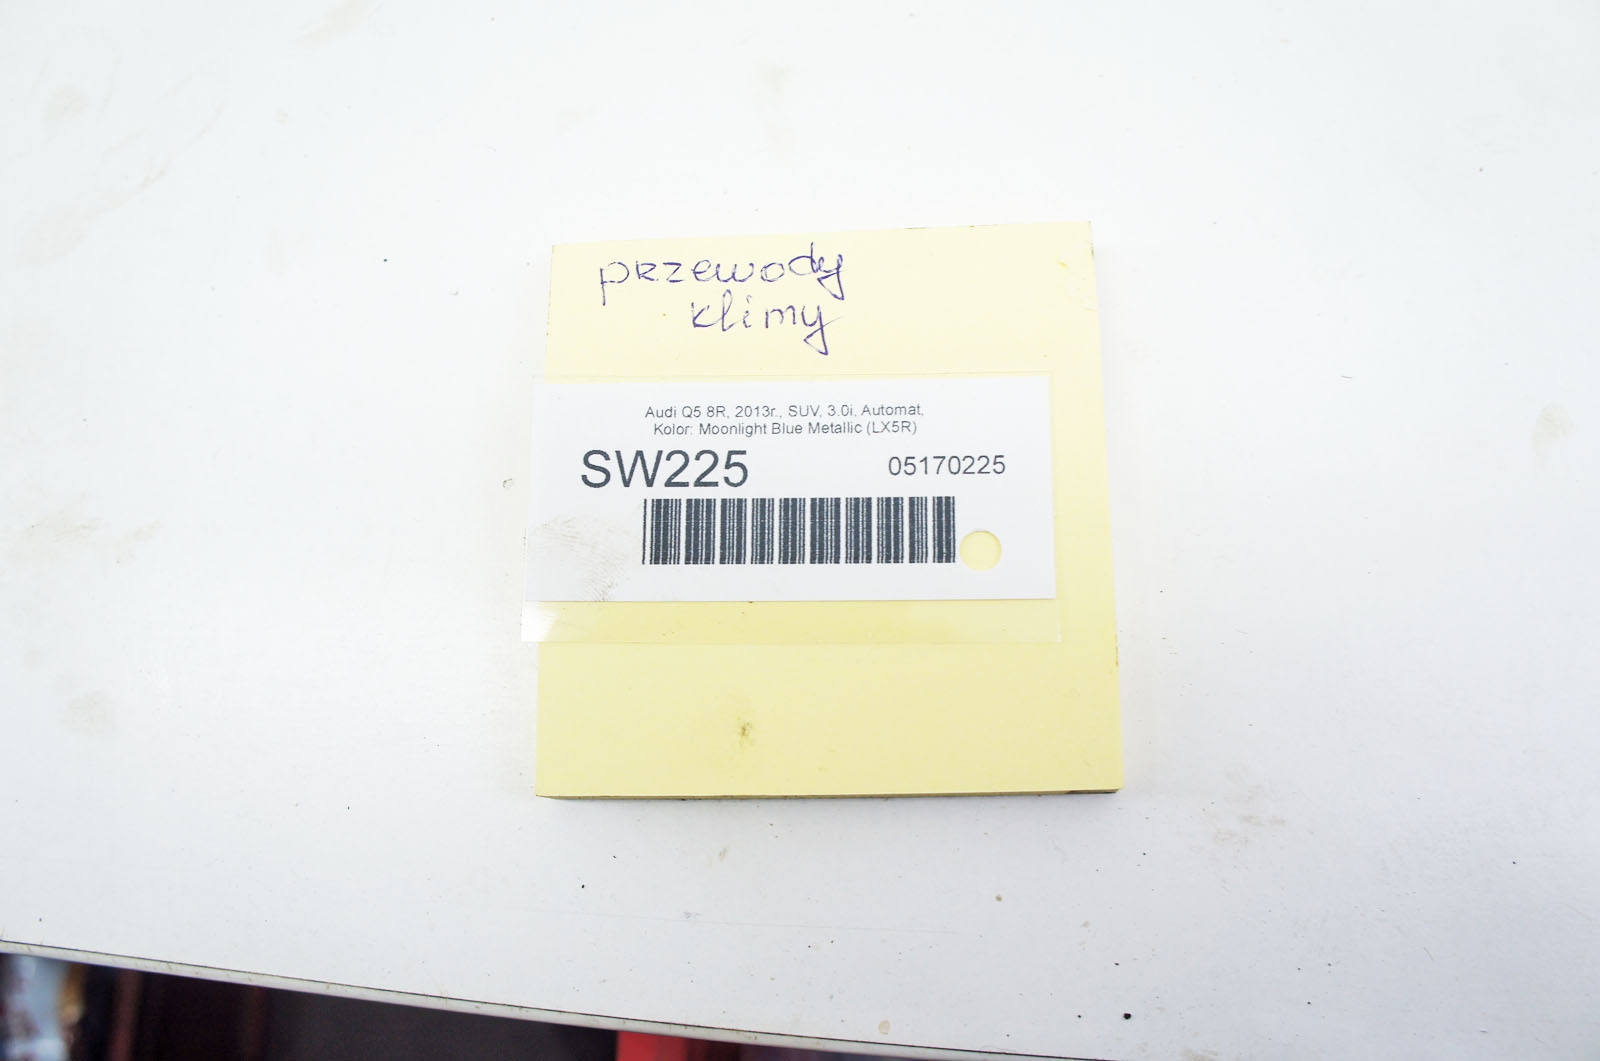 przewody
klimy
Audi Q5 8R, 2013r., SUV, 3.0i, Automat,
Kolor: Moonlight Blue Metallic (LX5R)
SW225 05170225